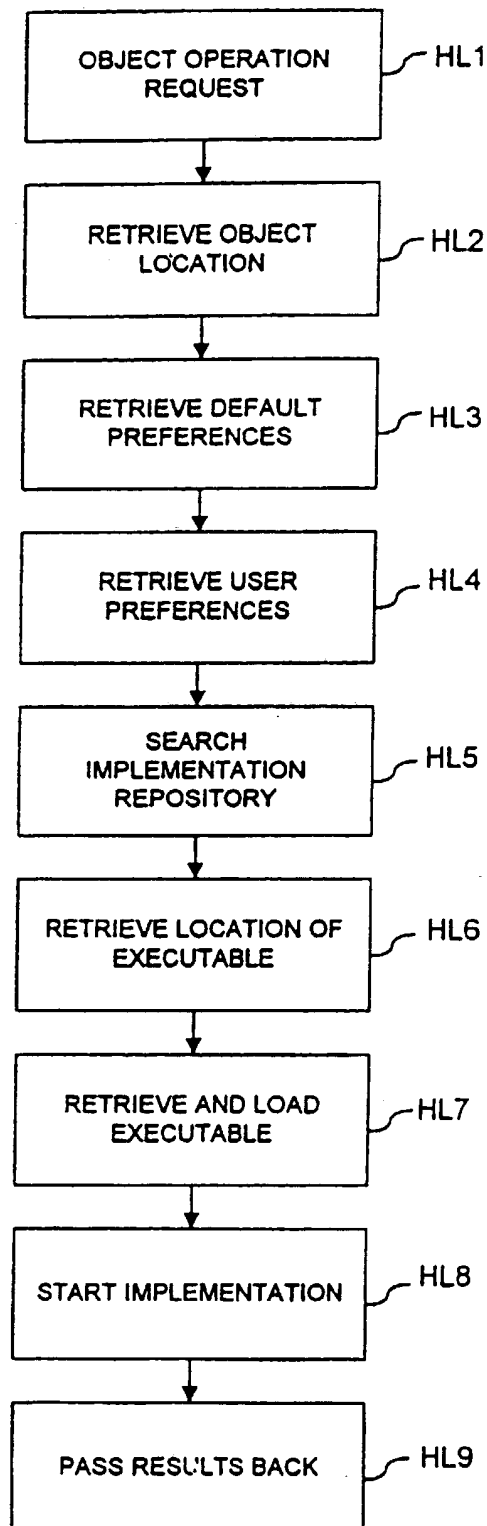 OBJECT OPERATION
REQUEST
HL1
RETRIEVE OBJECT
LOCATION
HL2
RETRIEVE DEFAULT
PREFERENCES
HL3
RETRIEVE USER
PREFERENCES
HL4
SEARCH
IMPLEMENTATION
REPOSITORY
HL5
RETRIEVE LOCATION OF
EXECUTABLE
HL6
RETRIEVE AND LOAD
EXECUTABLE
HL7
START IMPLEMENTATION
HL8
PASS RESULTS BACK
HL9